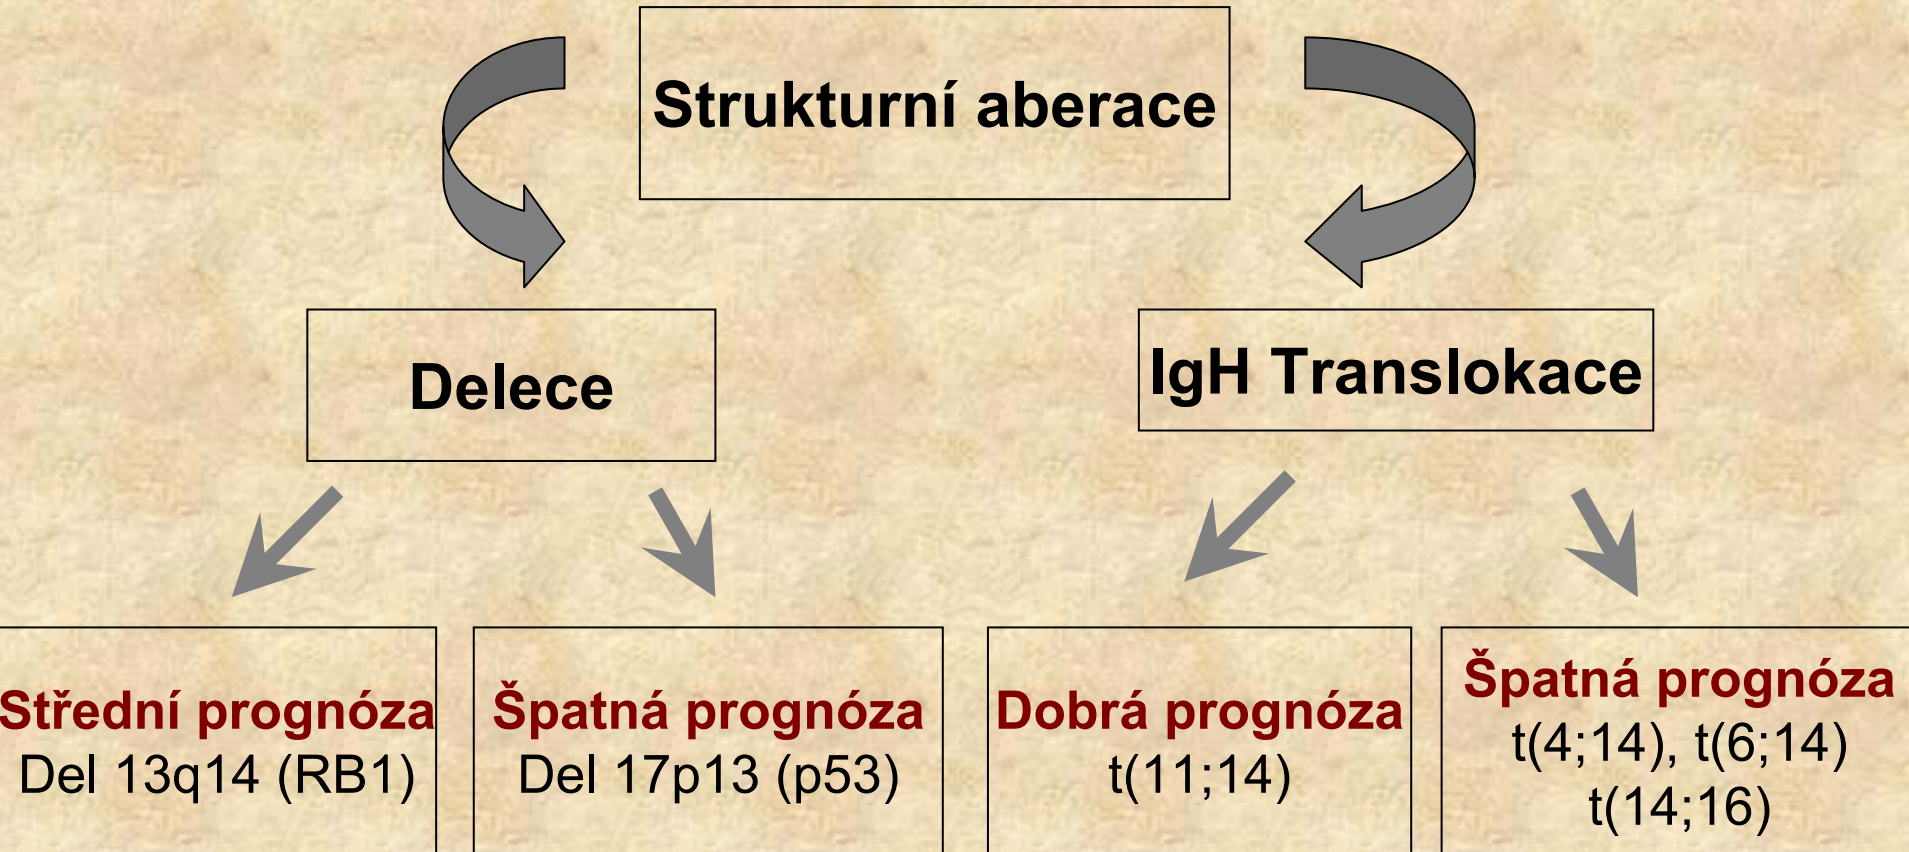 Strukturní aberace
Delece
IgH Translokace
Střední prognóza
Del 13q14 (RB1)
Špatná prognóza
Del 17p13 (p53)
Dobrá prognóza
t(11;14)
Špatná prognóza
t(4;14), t(6;14)
t(14;16)